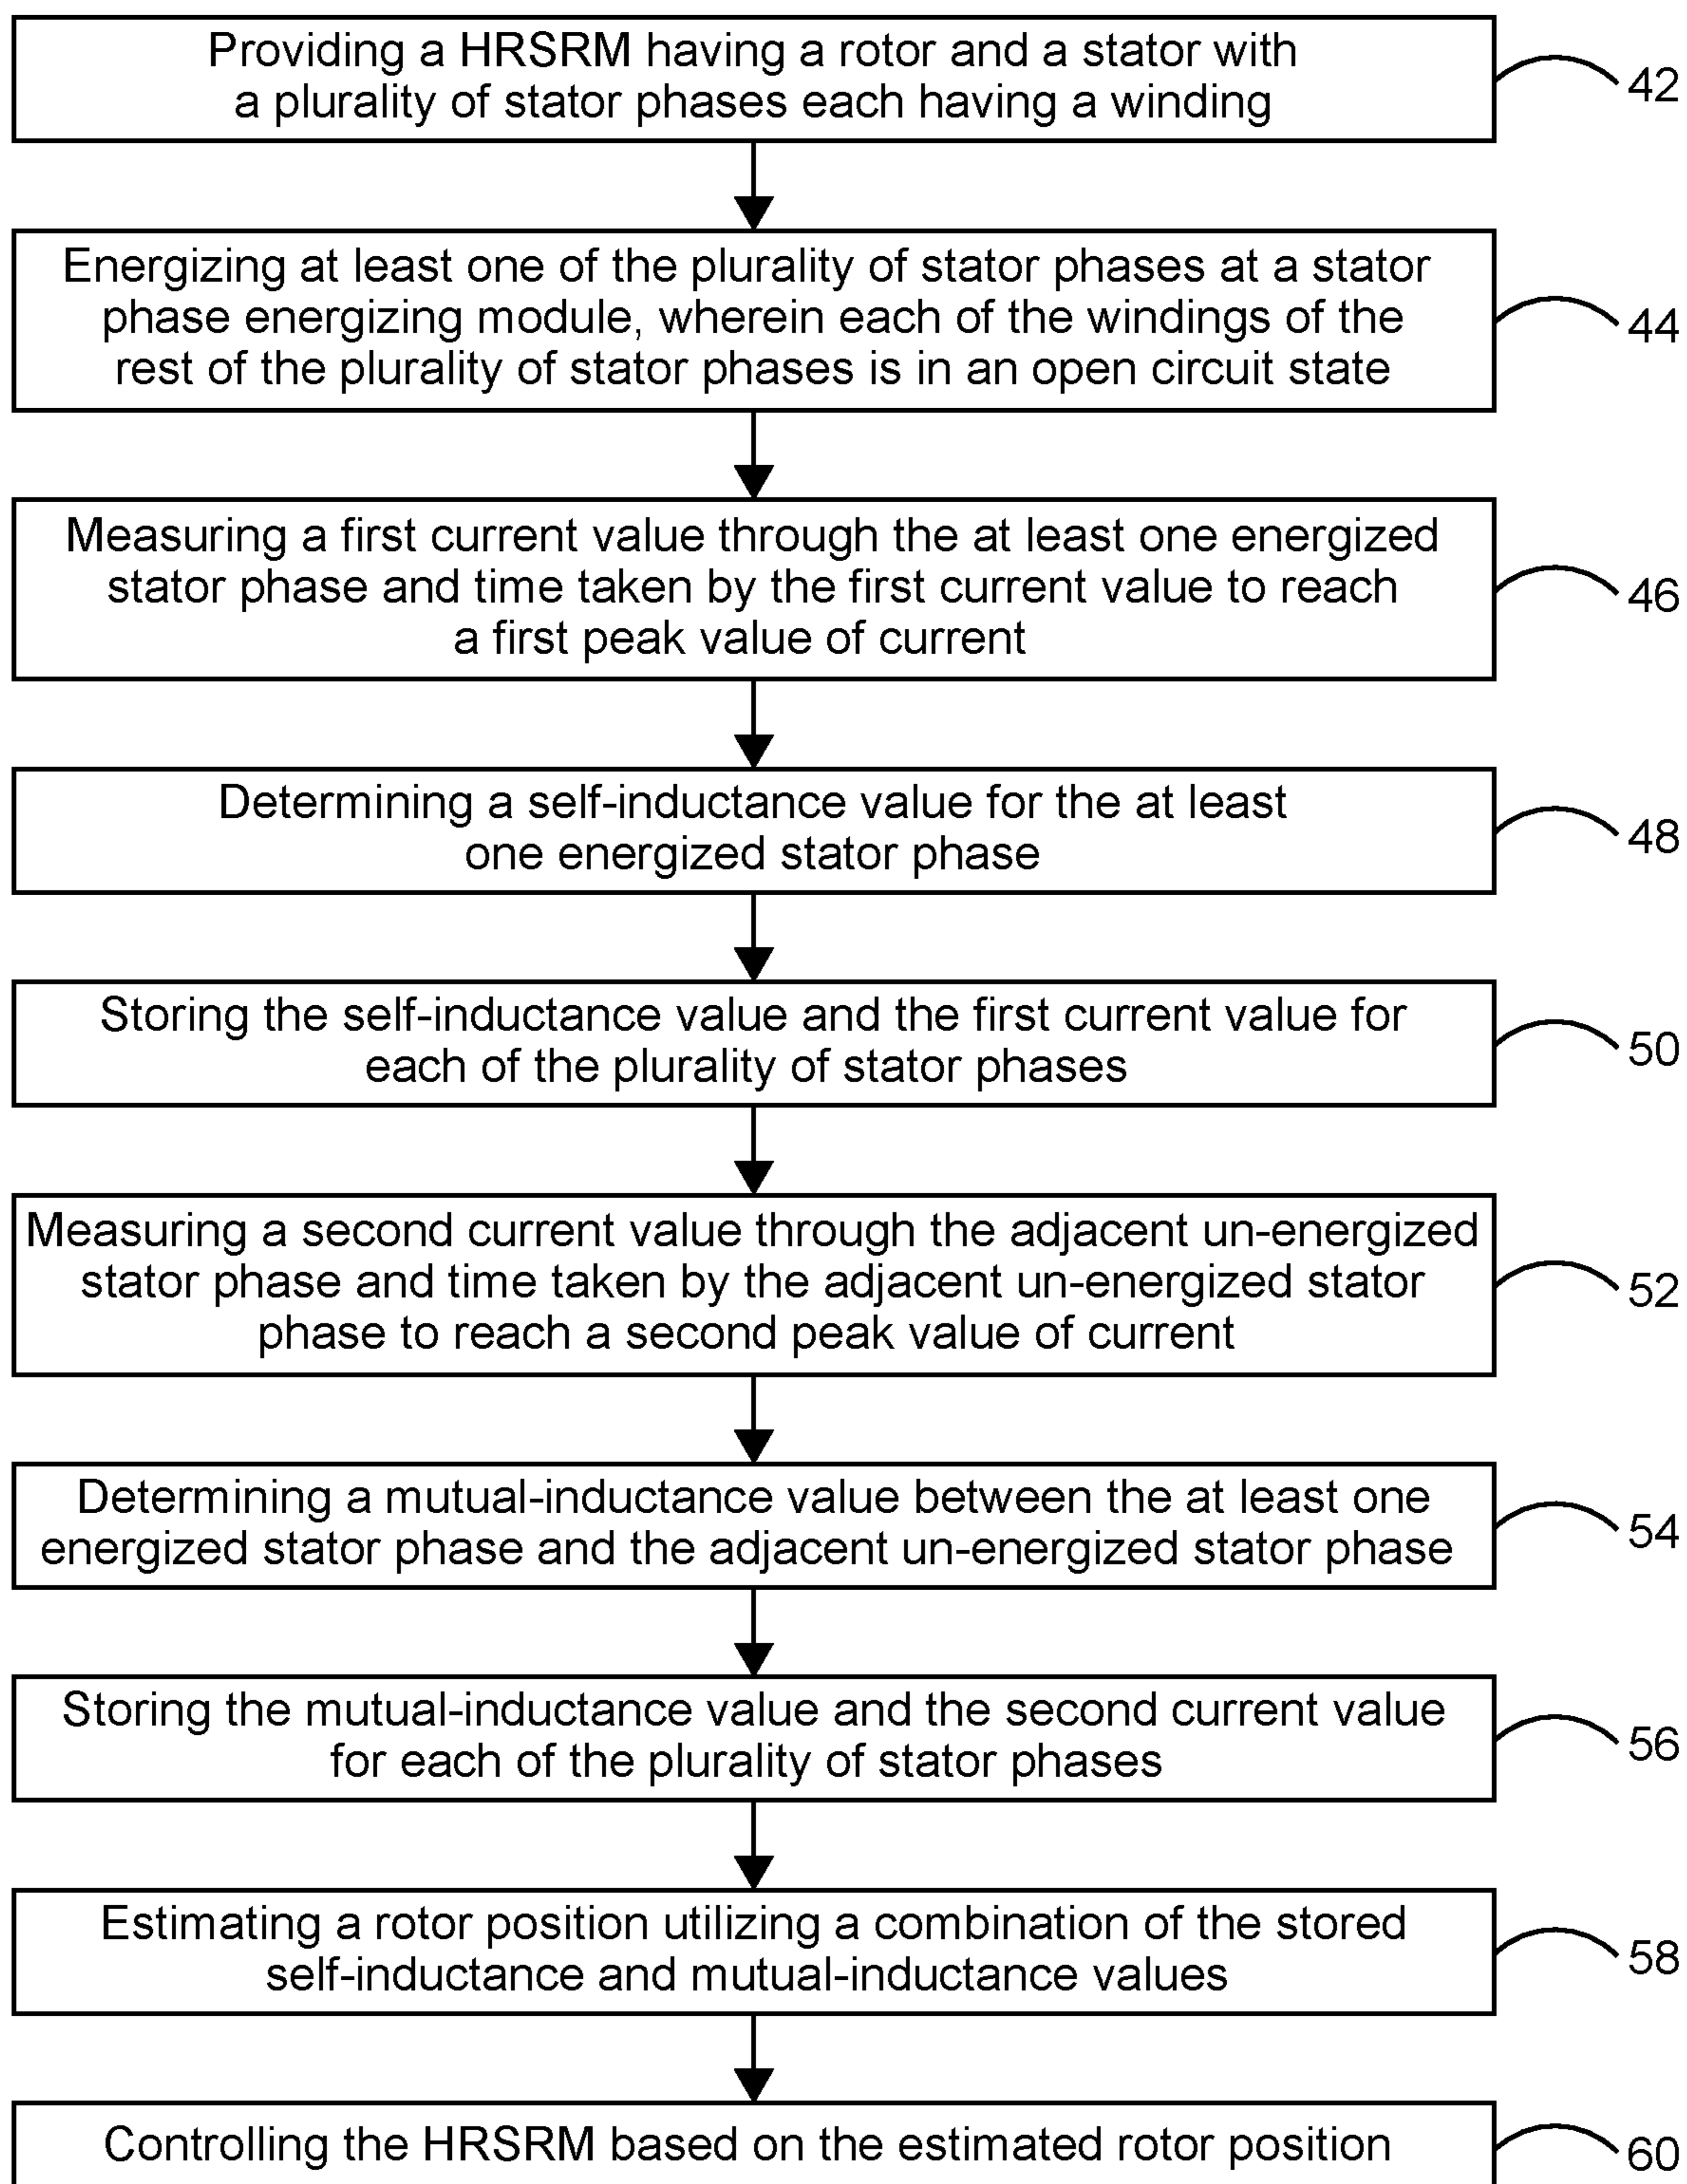 Providing a HRSRM having a rotor and a stator with
a plurality of stator phases each having a winding
42
Energizing at least one of the plurality of stator phases at a stator
phase energizing module, wherein each of the windings of the
rest of the plurality of stator phases is in an open circuit state
44
Measuring a first current value through the at least one energized
stator phase and time taken by the first current value to reach
a first peak value of current
46
Determining a self-inductance value for the at least
one energized stator phase
48
Storing the self-inductance value and the first current value for
each of the plurality of stator phases
50
Measuring a second current value through the adjacent un-energized
stator phase and time taken by the adjacent un-energized stator
phase to reach a second peak value of current
52
Determining a mutual-inductance value between the at least one
energized stator phase and the adjacent un-energized stator phase
54
Storing the mutual-inductance value and the second current value
for each of the plurality of stator phases
56
Estimating a rotor position utilizing a combination of the stored
self-inductance and mutual-inductance values
58
Controlling the HRSRM based on the estimated rotor position
60